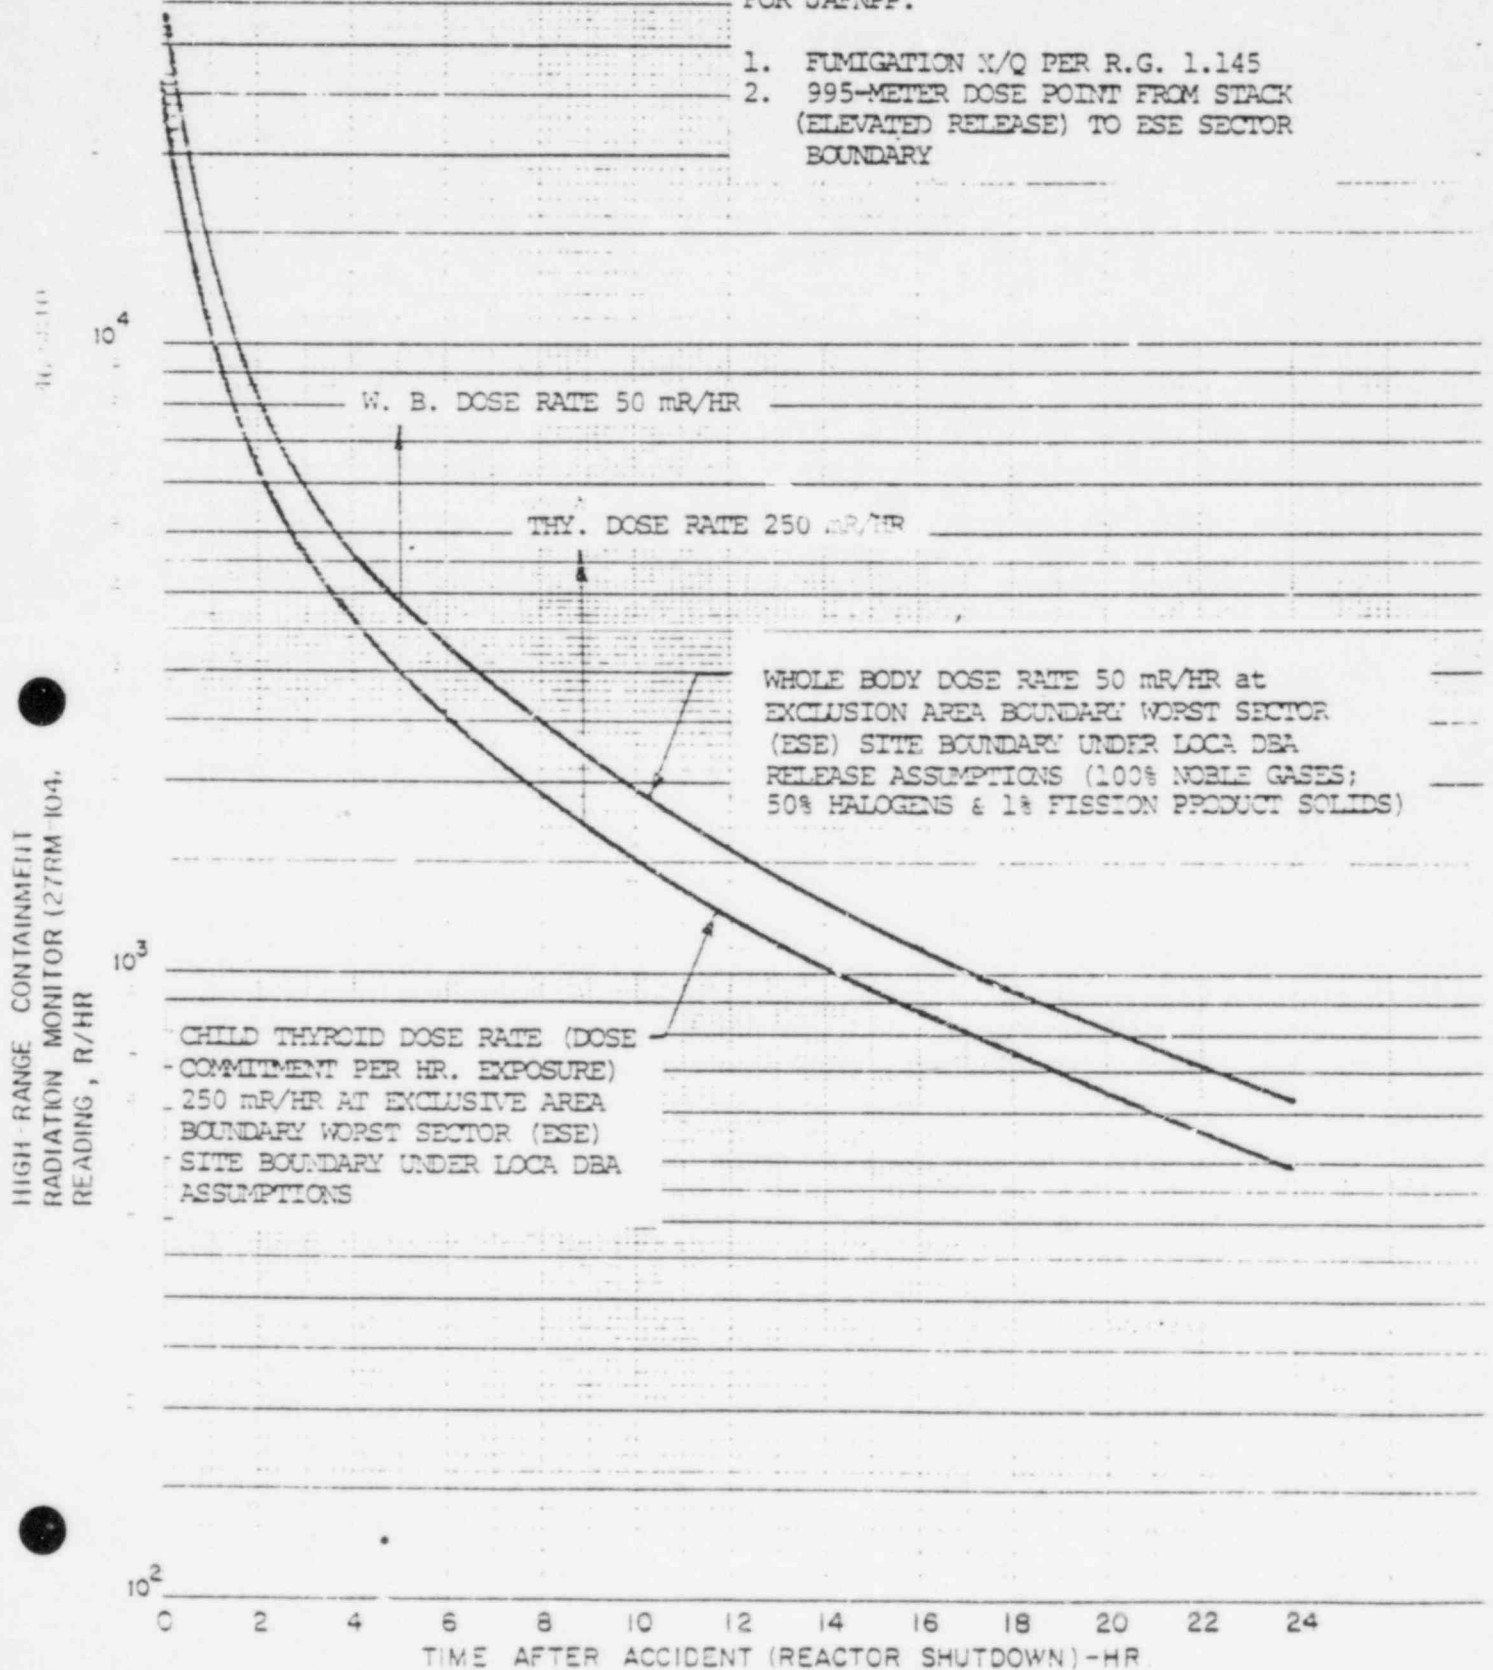 FOR JAFNPP.
1. FUMIGATION X/Q PER R.G. 1.145
2. 995-METER DOSE POINT FROM STACK
(ELEVATED RELEASE) TO ESE SECTOR
BOUNDARY
10^4
W. B. DOSE RATE 50 mR/HR
THY. DOSE RATE 250 mR/HR
WHOLE BODY DOSE RATE 50 mR/HR at
EXCLUSION AREA BOUNDARY WORST SECTOR
(ESE) SITE BOUNDARY UNDER LOCA DBA
RELEASE ASSUMPTIONS (100% NOBLE GASES;
50% HALOGENS & 1% FISSION PRODUCT SOLIDS)
HIGH-RANGE CONTAINMENT
RADIATION MONITOR (27RM-104,
READING, R/HR
10^3
CHILD THYROID DOSE RATE (DOSE
COMMITMENT PER HR. EXPOSURE)
250 mR/HR AT EXCLUSIVE AREA
BOUNDARY WORST SECTOR (ESE)
SITE BOUNDARY UNDER LOCA DBA
ASSUMPTIONS
10^2
0 2 4 6 8 10 12 14 16 18 20 22 24
TIME AFTER ACCIDENT (REACTOR SHUTDOWN)-HR